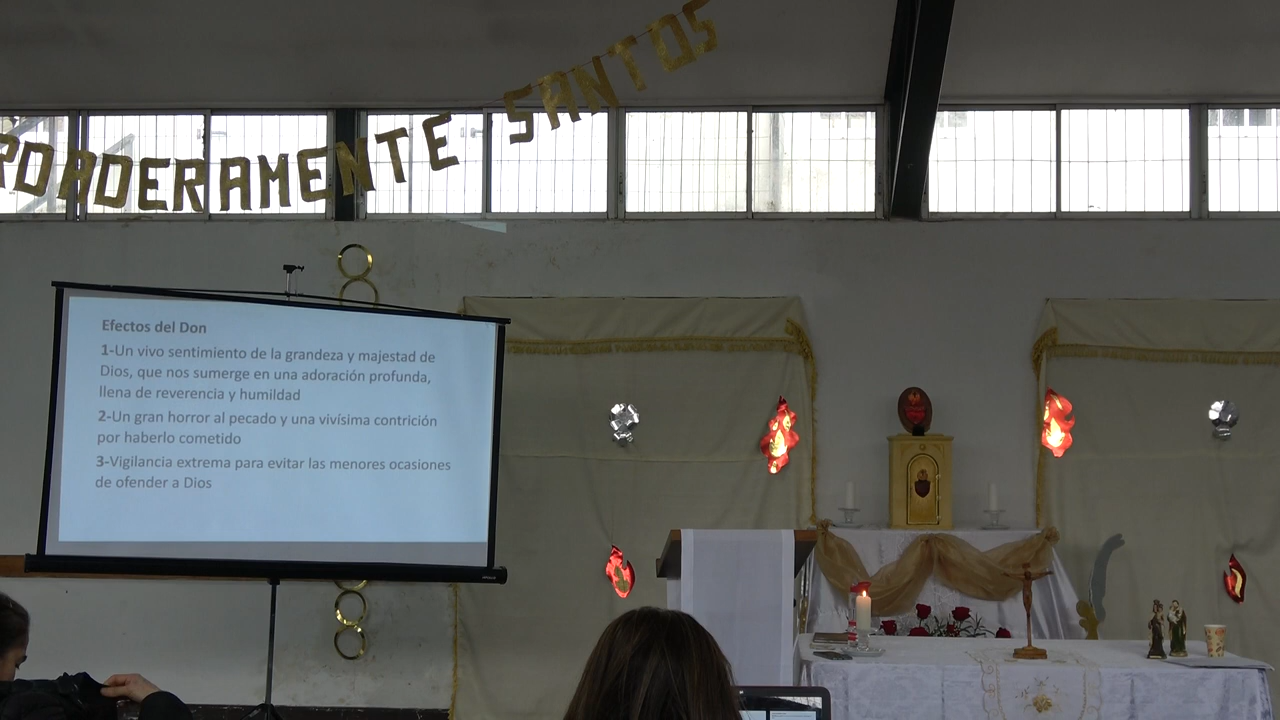 SANTOS
PODADERAMENTE
Efectos del Don
1-Un vivo sentimiento de la grandeza y majestad de
Dios, que nos sumerge en una adoración profunda,
llena de reverencia y humildad
2-Un gran horror al pecado y una vivísima contrición
por haberlo cometido
3-Vigilancia extrema para evitar las menores ocasiones
de ofender a Dios